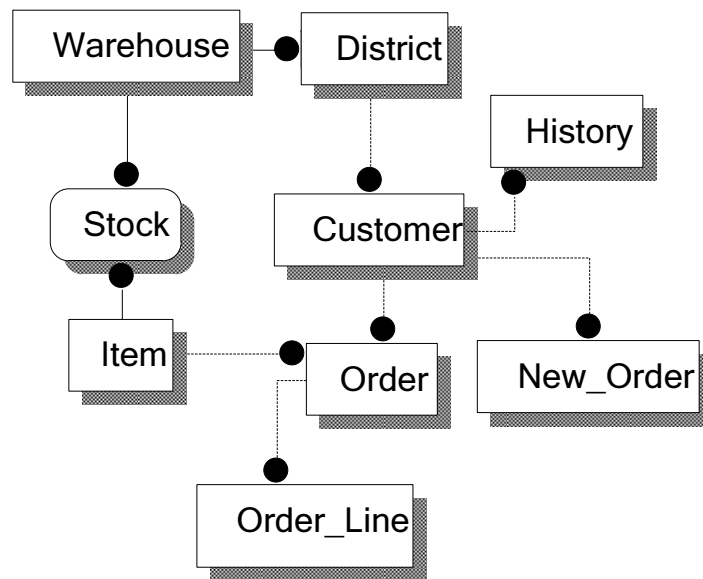 Warehouse
District
History
Stock
Customer
Item
Order
New_Order
Order_Line